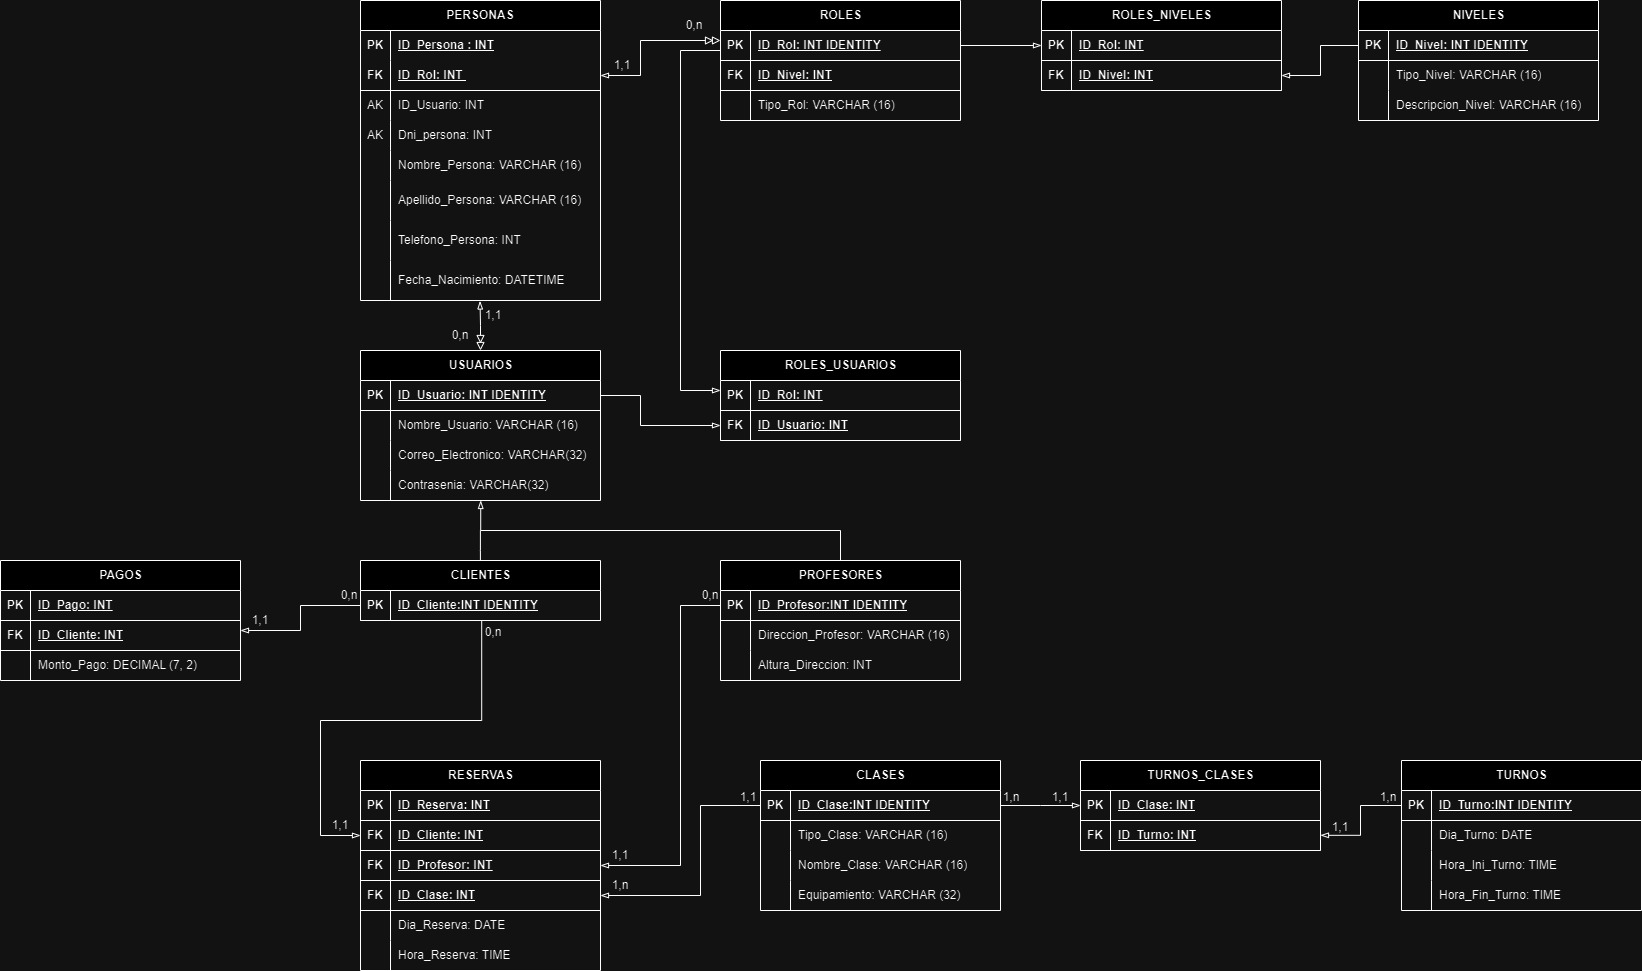 PERSONAS
PK ID_Persona : INT
FK ID_Rol: INT
AK ID_Usuario: INT
AK Dni_persona: INT
Nombre_Persona: VARCHAR (16)
Apellido_Persona: VARCHAR (16)
Telefono_Persona: INT
Fecha_Nacimiento: DATETIME
0,n
1,1
ROLES
PK ID_Rol: INT IDENTITY
FK ID_Nivel: INT
Tipo_Rol: VARCHAR (16)
ROLES_NIVELES
PK ID_Rol: INT
FK ID_Nivel: INT
NIVELES
PK ID_Nivel: INT IDENTITY
Tipo_Nivel: VARCHAR (16)
Descripcion_Nivel: VARCHAR (16)
1,1
0,n
USUARIOS
PK ID_Usuario: INT IDENTITY
Nombre_Usuario: VARCHAR (16)
Correo_Electronico: VARCHAR(32)
Contrasenia: VARCHAR(32)
ROLES_USUARIOS
PK ID_Rol: INT
FK ID_Usuario: INT
PAGOS
PK ID_Pago: INT
FK ID_Cliente: INT
Monto_Pago: DECIMAL (7, 2)
1,1
0,n
CLIENTES
PK ID_Cliente:INT IDENTITY
0,n
0,n
PROFESORES
PK ID_Profesor:INT IDENTITY
Direccion_Profesor: VARCHAR (16)
Altura_Direccion: INT
1,1
RESERVAS
PK ID_Reserva: INT
FK ID_Cliente: INT
FK ID_Profesor: INT
FK ID_Clase: INT
Dia_Reserva: DATE
Hora_Reserva: TIME
1,1
1,n
1,1
CLASES
PK ID_Clase:INT IDENTITY
Tipo_Clase: VARCHAR (16)
Nombre_Clase: VARCHAR (16)
Equipamiento: VARCHAR (32)
1,n
1,1
TURNOS_CLASES
PK ID_Clase: INT
FK ID_Turno: INT
1,n
1,1
TURNOS
PK ID_Turno:INT IDENTITY
Dia_Turno: DATE
Hora_Ini_Turno: TIME
Hora_Fin_Turno: TIME